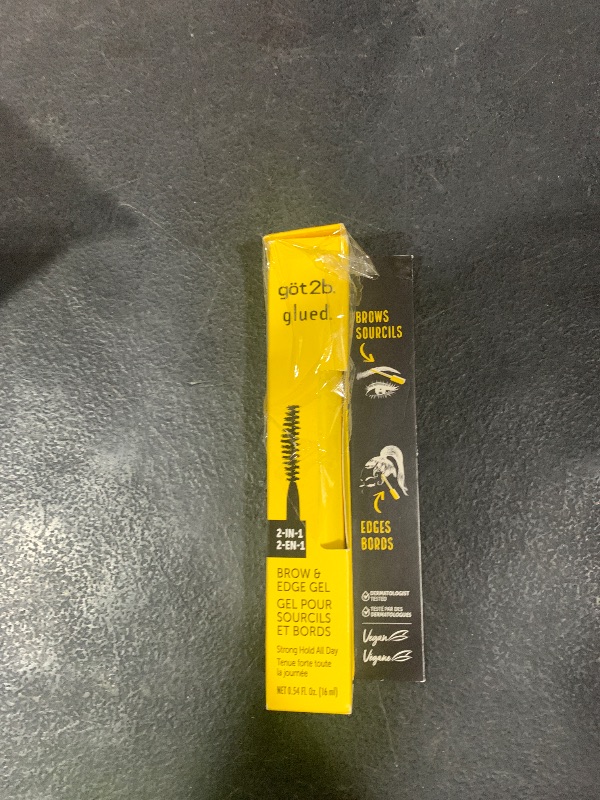 göt2b.
glued.
2-IN-1
2-EN-1
BROW &
EDGE GEL
GEL POUR
SOURCILS
ET BORDS
Strong Hold All Day
Tenue forte toute
la journée
NET 0.54 Fl. Oz. (16 ml)
BROWS
SOURCILS
EDGES
BORDS
DERMATOLOGIST
TESTED
TESTÉ PAR DES
DERMATOLOGUES
Vegan
Vegane